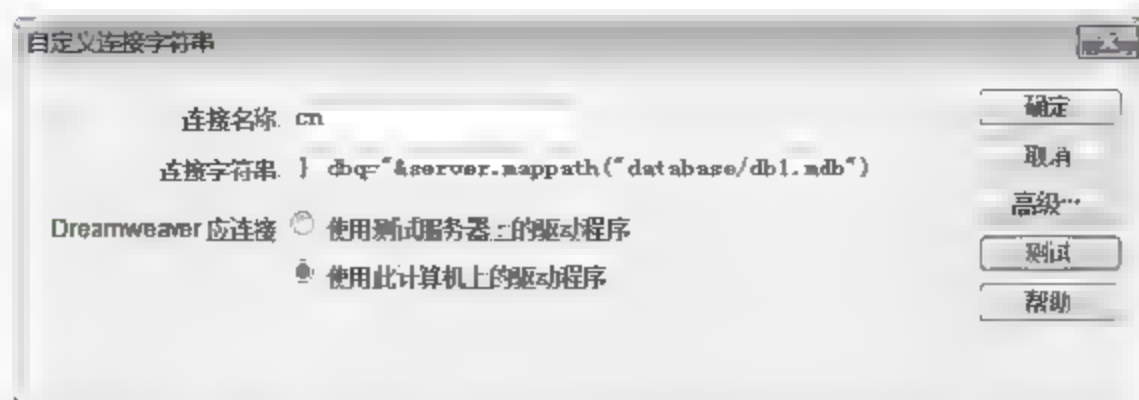 自定义连接字符串
连接名称: cn
确定
连接字符串: } dbq="&server.mappath("database/db1.mdb")
取消
高级…
Dreamweaver 应连接 使用测试服务器上的驱动程序
测试
使用此计算机上的驱动程序
帮助